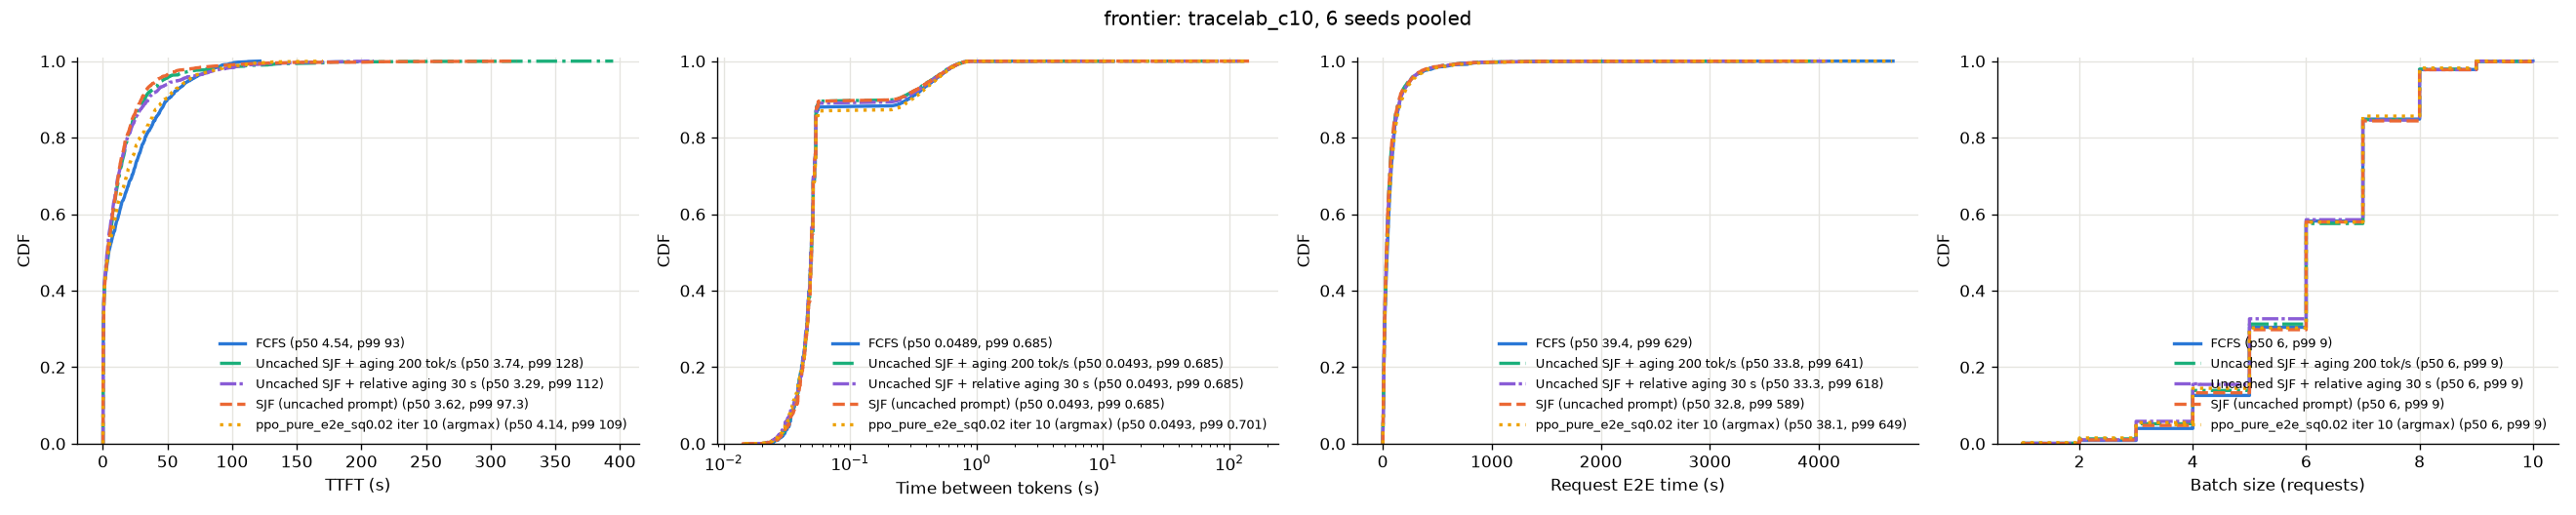 frontier: tracelab_c10, 6 seeds pooled
CDF
1.0
0.8
0.6
0.4
0.2
0.0
FCFS (p50 4.54, p99 93)
Uncached SJF + aging 200 tok/s (p50 3.74, p99 128)
Uncached SJF + relative aging 30 s (p50 3.29, p99 112)
SJF (uncached prompt) (p50 3.62, p99 97.3)
ppo_pure_e2e_sq0.02 iter 10 (argmax) (p50 4.14, p99 109)
0 50 100 150 200 250 300 350 400
TTFT (s)
CDF
1.0
0.8
0.6
0.4
0.2
0.0
FCFS (p50 0.0489, p99 0.685)
Uncached SJF + aging 200 tok/s (p50 0.0493, p99 0.685)
Uncached SJF + relative aging 30 s (p50 0.0493, p99 0.685)
SJF (uncached prompt) (p50 0.0493, p99 0.685)
ppo_pure_e2e_sq0.02 iter 10 (argmax) (p50 0.0493, p99 0.701)
10⁻² 10⁻¹ 10⁰ 10¹ 10²
Time between tokens (s)
CDF
1.0
0.8
0.6
0.4
0.2
0.0
FCFS (p50 39.4, p99 629)
Uncached SJF + aging 200 tok/s (p50 33.8, p99 641)
Uncached SJF + relative aging 30 s (p50 33.3, p99 618)
SJF (uncached prompt) (p50 32.8, p99 589)
ppo_pure_e2e_sq0.02 iter 10 (argmax) (p50 38.1, p99 649)
0 1000 2000 3000 4000
Request E2E time (s)
CDF
1.0
0.8
0.6
0.4
0.2
0.0
FCFS (p50 6, p99 9)
Uncached SJF + aging 200 tok/s (p50 6, p99 9)
Uncached SJF + relative aging 30 s (p50 6, p99 9)
SJF (uncached prompt) (p50 6, p99 9)
ppo_pure_e2e_sq0.02 iter 10 (argmax) (p50 6, p99 9)
2 4 6 8 10
Batch size (requests)